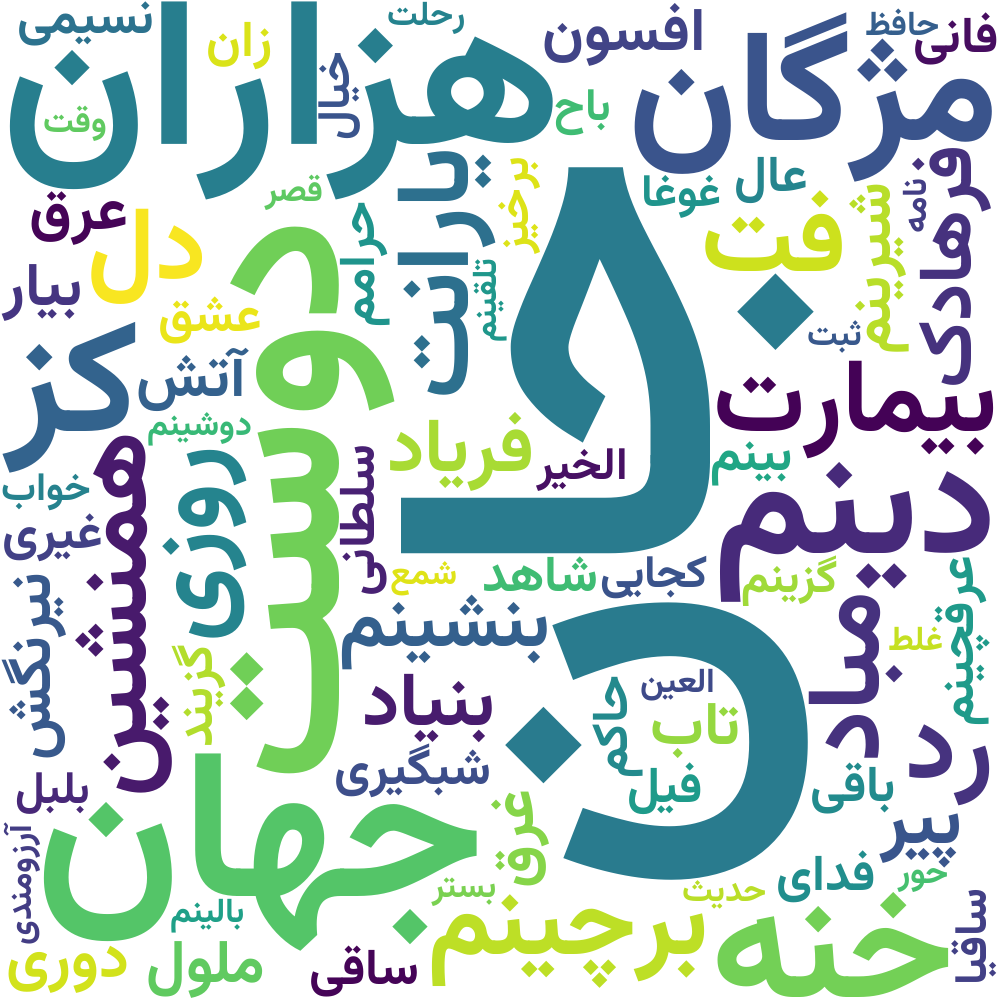 هزاران
مژگان
نسیمی
زان
رحلت
خیال
وقت
افسون
حافظ
فانی
باح
یارانت
برخیز
قصر
عرق
دل
حرامم
تلقینم
دوست
بیار
عشق
کز
آتش
دوشینم
غوغا
عال
فت
شیرینم
نامه
فرهادکش
ثبت
بیمارت
بینم
فریاد
الخیر
سلطانی
همنشین
خواب
غیری
روزی
نیرنگش
گزیند
دینم
شمع
شاهد
کجایی
گزینم
عرقچینم
غلط
بنشینم
مباد
العین
حاکم
تاب
بنیاد
شبگیری
فیل
باقی
رد
پیر
بلبل
جهان
غرق
آرزومندی
بالینم
بستر
حدیث
فدای
حور
ساقیا
دوری
ملول
ساقی
برچینم
خنه